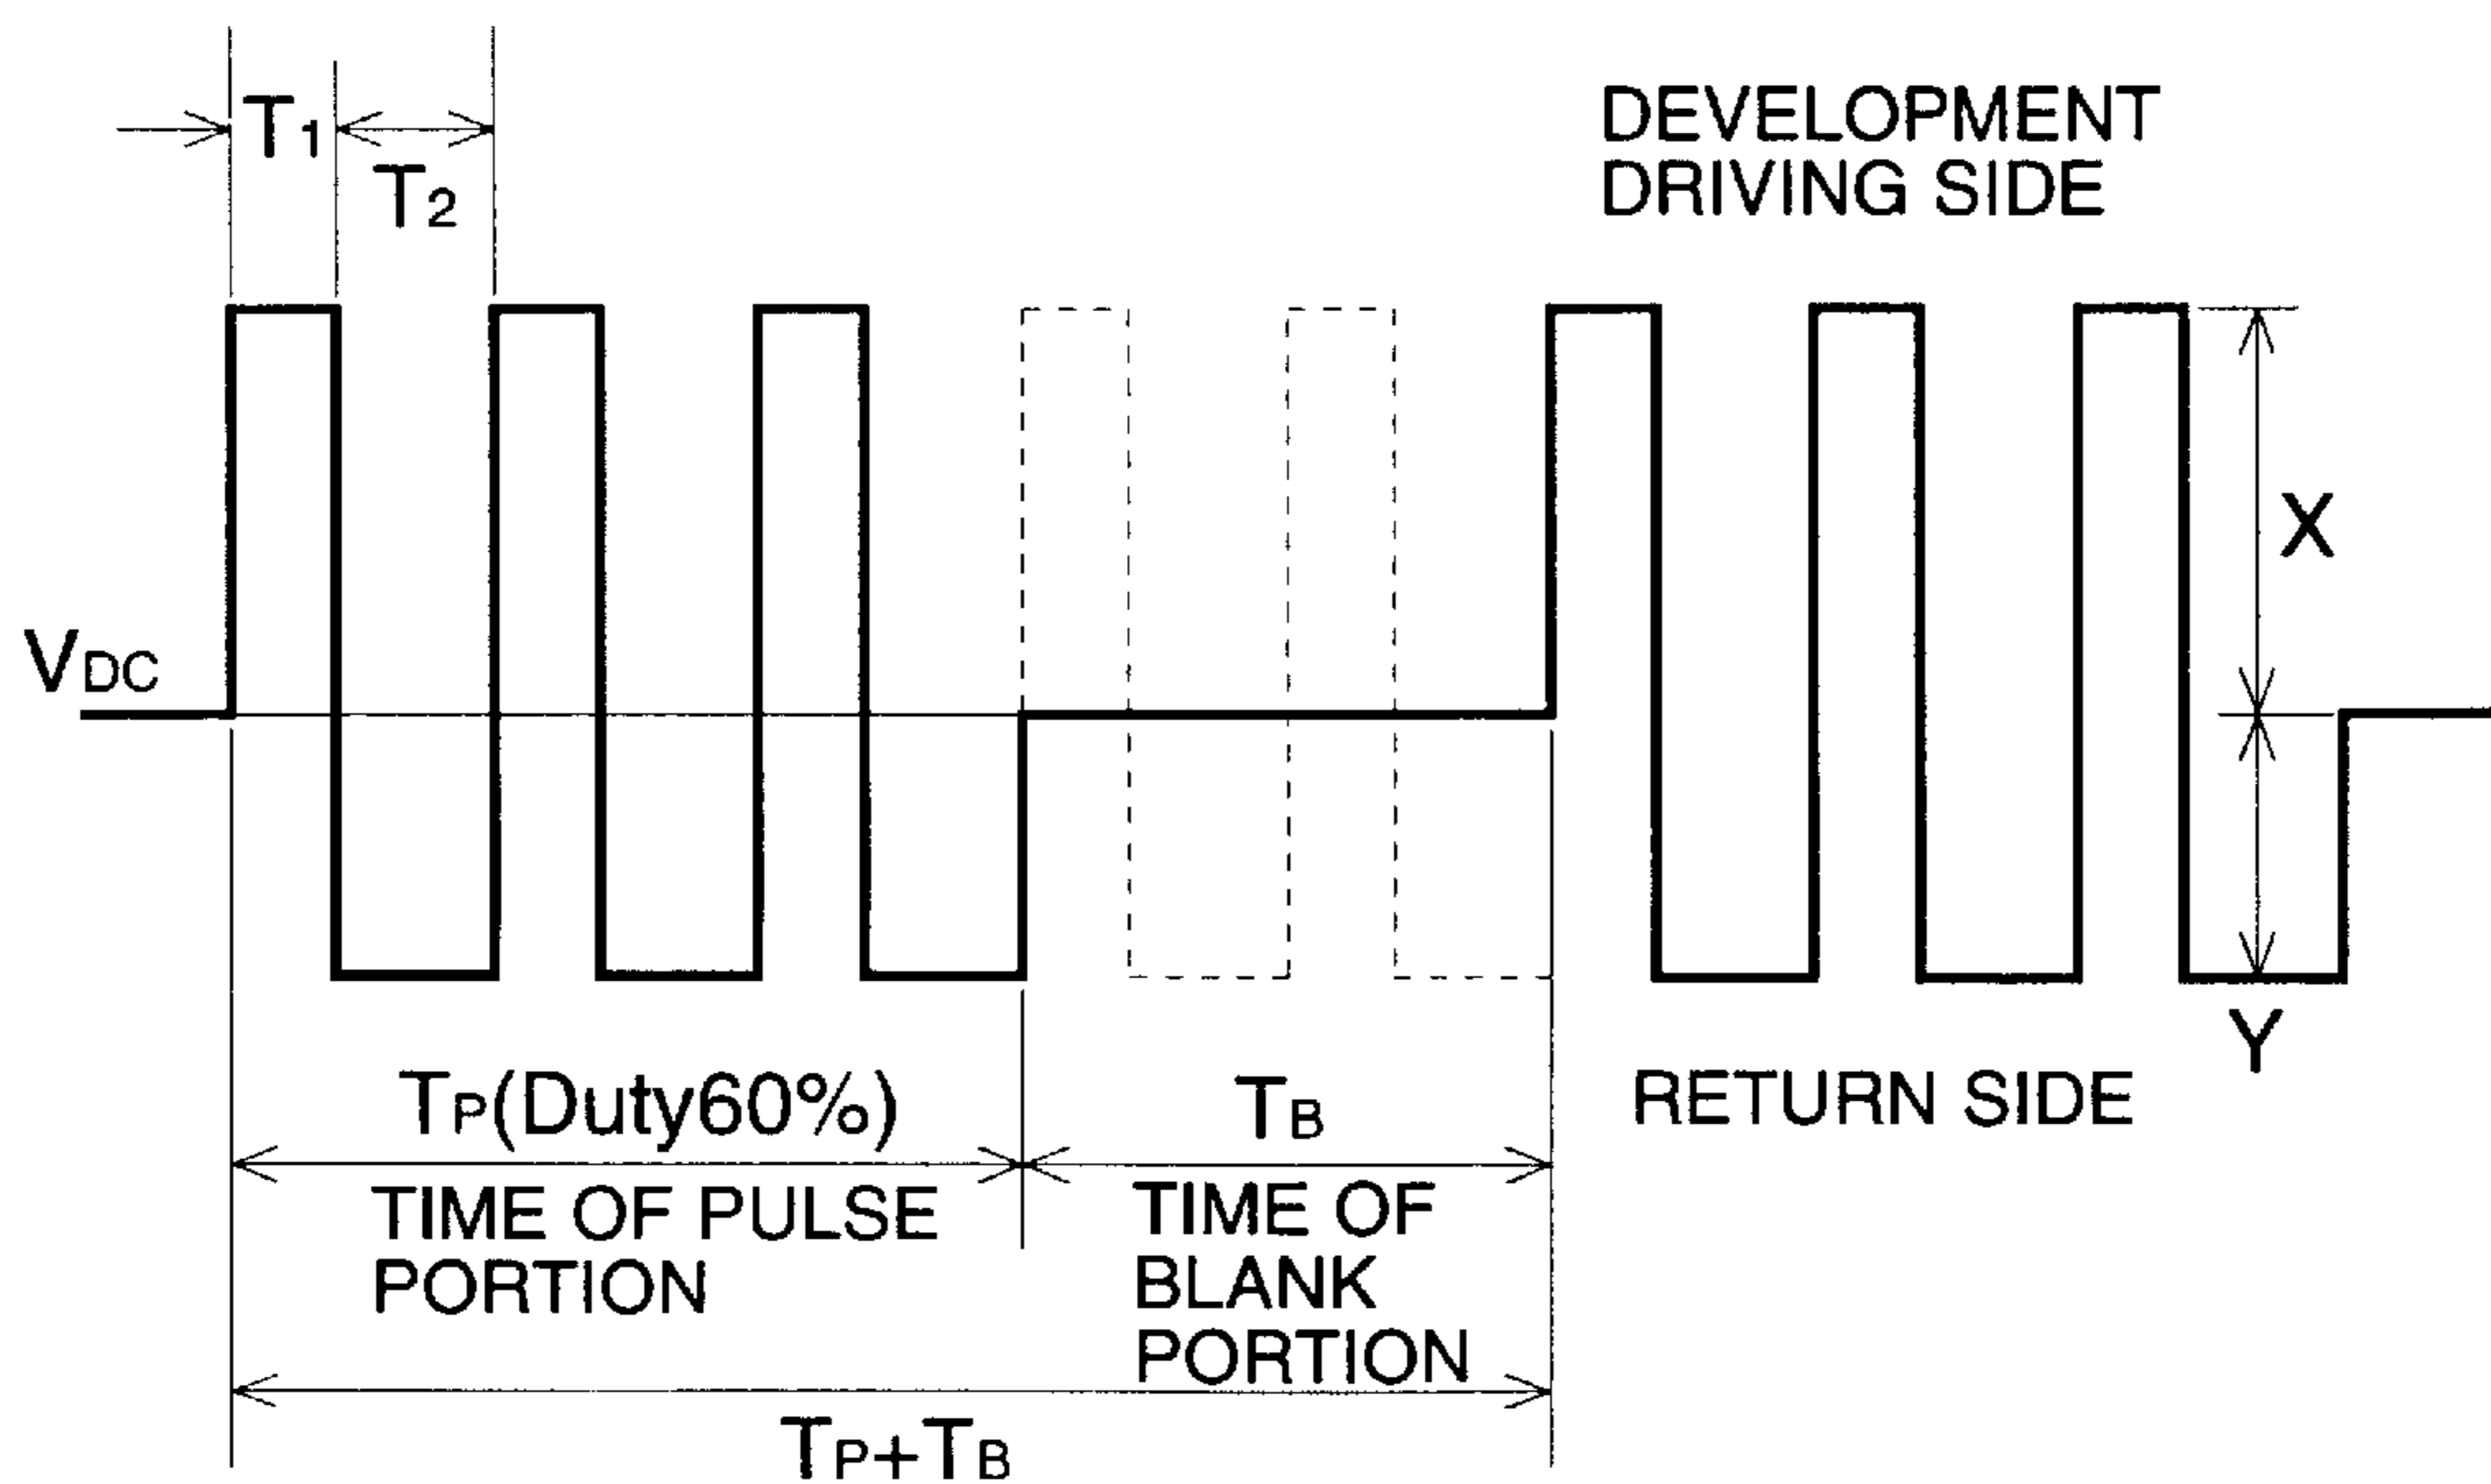 T1
T2
DEVELOPMENT
DRIVING SIDE
X
VDC
Y
TP(Duty60%)
TB
RETURN SIDE
TIME OF PULSE
PORTION
TIME OF
BLANK
PORTION
TP+TB